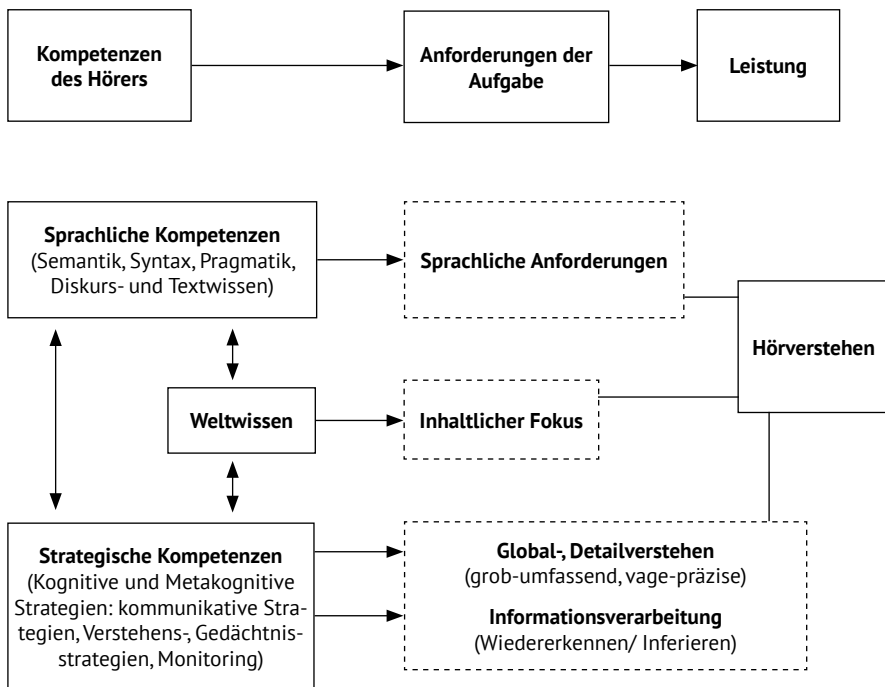 Kompetenzen
des Hörers
Anforderungen der
Aufgabe
Leistung
Sprachliche Kompetenzen
(Semantik, Syntax, Pragmatik,
Diskurs- und Textwissen)
Sprachliche Anforderungen
Hörverstehen
Weltwissen
Inhaltlicher Fokus
Strategische Kompetenzen
(Kognitive und Metakognitive
Strategien: kommunikative Stra-
tegien, Verstehens-, Gedächtnis-
strategien, Monitoring)
Global-, Detailverstehen
(grob-umfassend, vage-präzise)
Informationsverarbeitung
(Wiedererkennen/ Inferieren)